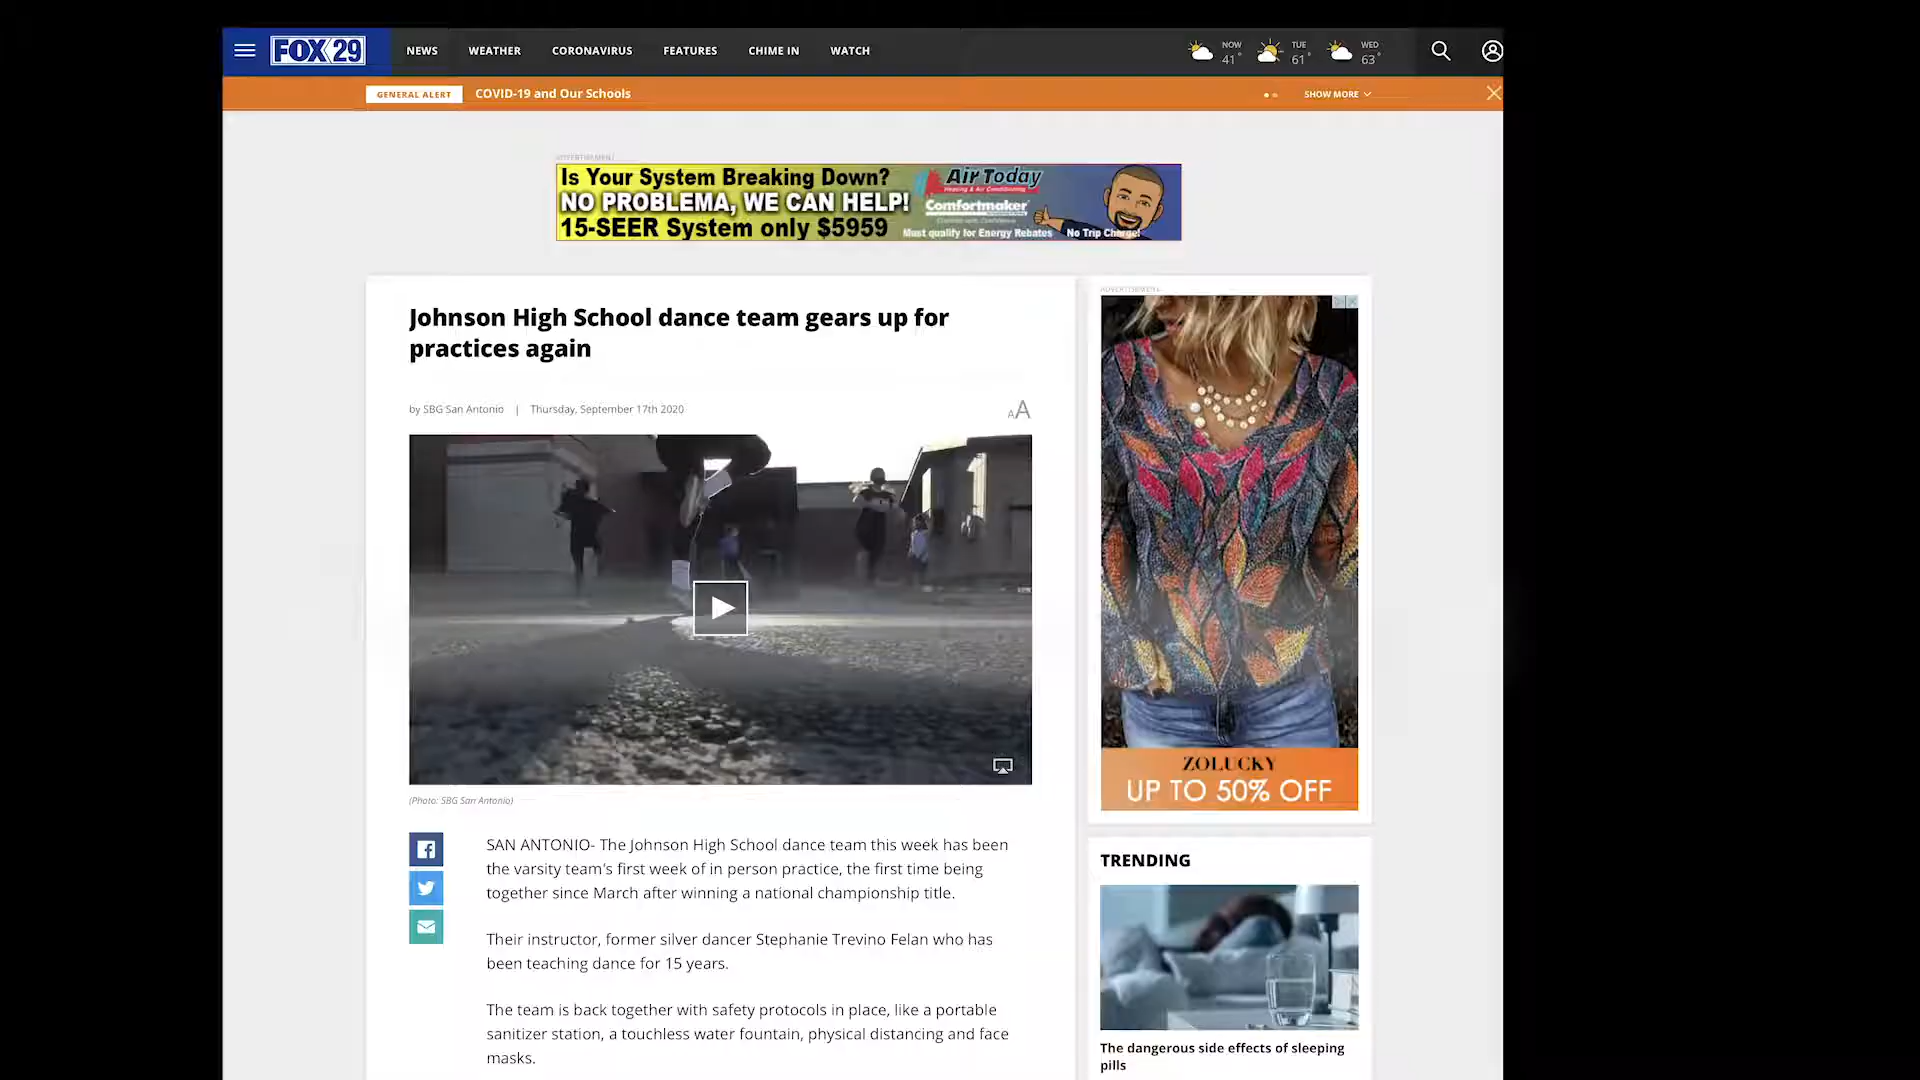 FOX 29
NEWS
WEATHER
CORONAVIRUS
FEATURES
CHIME IN
WATCH
NOW
41°
TUE
61°
WED
63°
GENERAL ALERT
COVID-19 and Our Schools
SHOW MORE
ADVERTISEMENT
Is Your System Breaking Down?
NO PROBLEMA, WE CAN HELP!
15-SEER System only $5959
Air Today
Heating & Air Conditioning
Comfortmaker
Must qualify for Energy Rebates
No Trip Charge!
Johnson High School dance team gears up for
practices again
by SBG San Antonio | Thursday, September 17th 2020
AA
(Photo: SBG San Antonio)
SAN ANTONIO- The Johnson High School dance team this week has been
the varsity team's first week of in person practice, the first time being
together since March after winning a national championship title.
Their instructor, former silver dancer Stephanie Trevino Felan who has
been teaching dance for 15 years.
The team is back together with safety protocols in place, like a portable
sanitizer station, a touchless water fountain, physical distancing and face
masks.
ADVERTISEMENT
ZOLUCKY
UP TO 50% OFF
TRENDING
The dangerous side effects of sleeping
pills